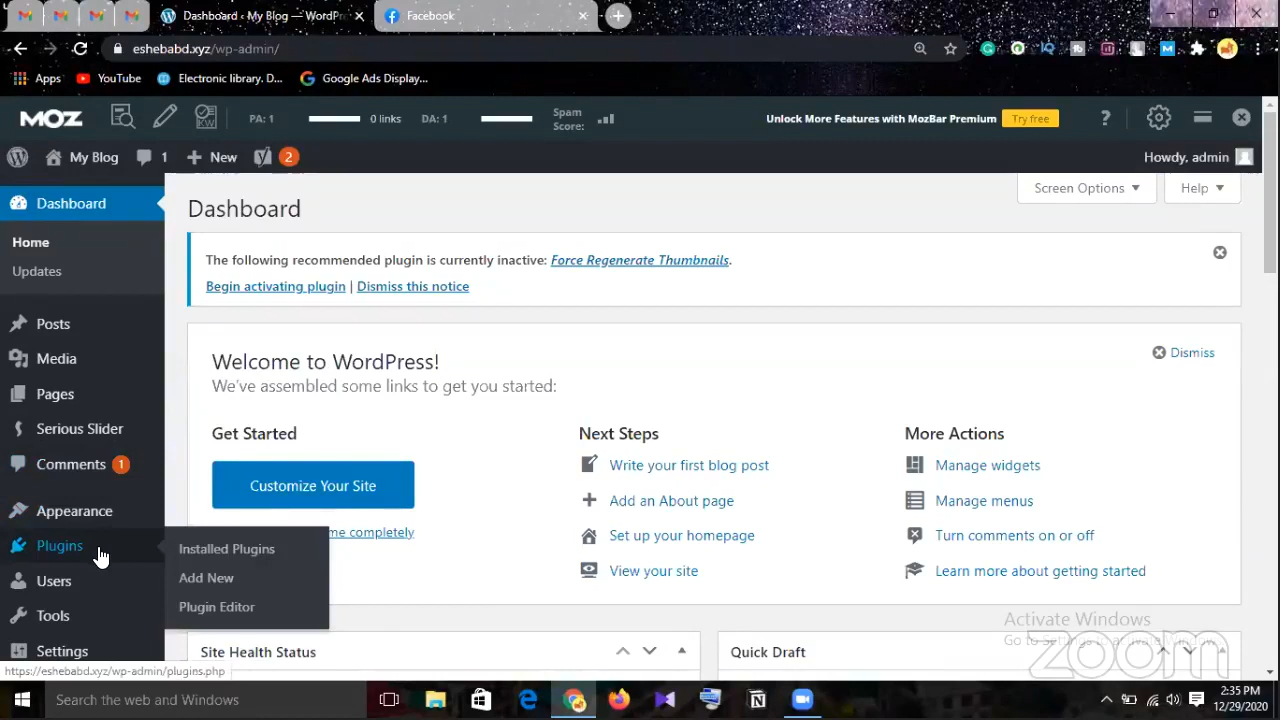 Dashboard ‹ My Blog — WordPre
Facebook
eshebabd.xyz/wp-admin/
Apps
YouTube
Electronic library. D...
Google Ads Display...
MOZ
PA: 1
0 links
DA: 1
Spam
Score:
Unlock More Features with MozBar Premium
Try free
?
My Blog
1
New
2
Howdy, admin
Dashboard
Home
Updates
Posts
Media
Pages
Serious Slider
Comments 1
Appearance
Plugins
Users
Tools
Settings
Installed Plugins
Add New
Plugin Editor
Screen Options
Help
Dashboard
The following recommended plugin is currently inactive: Force Regenerate Thumbnails.
Begin activating plugin | Dismiss this notice
Welcome to WordPress!
Dismiss
We've assembled some links to get you started:
Get Started
Customize Your Site
me completely
Next Steps
Write your first blog post
Add an About page
Set up your homepage
View your site
More Actions
Manage widgets
Manage menus
Turn comments on or off
Learn more about getting started
Site Health Status
Quick Draft
Activate Windows
zoom
https://eshebabd.xyz/wp-admin/plugins.php
Search the web and Windows
2:35 PM
12/29/2020